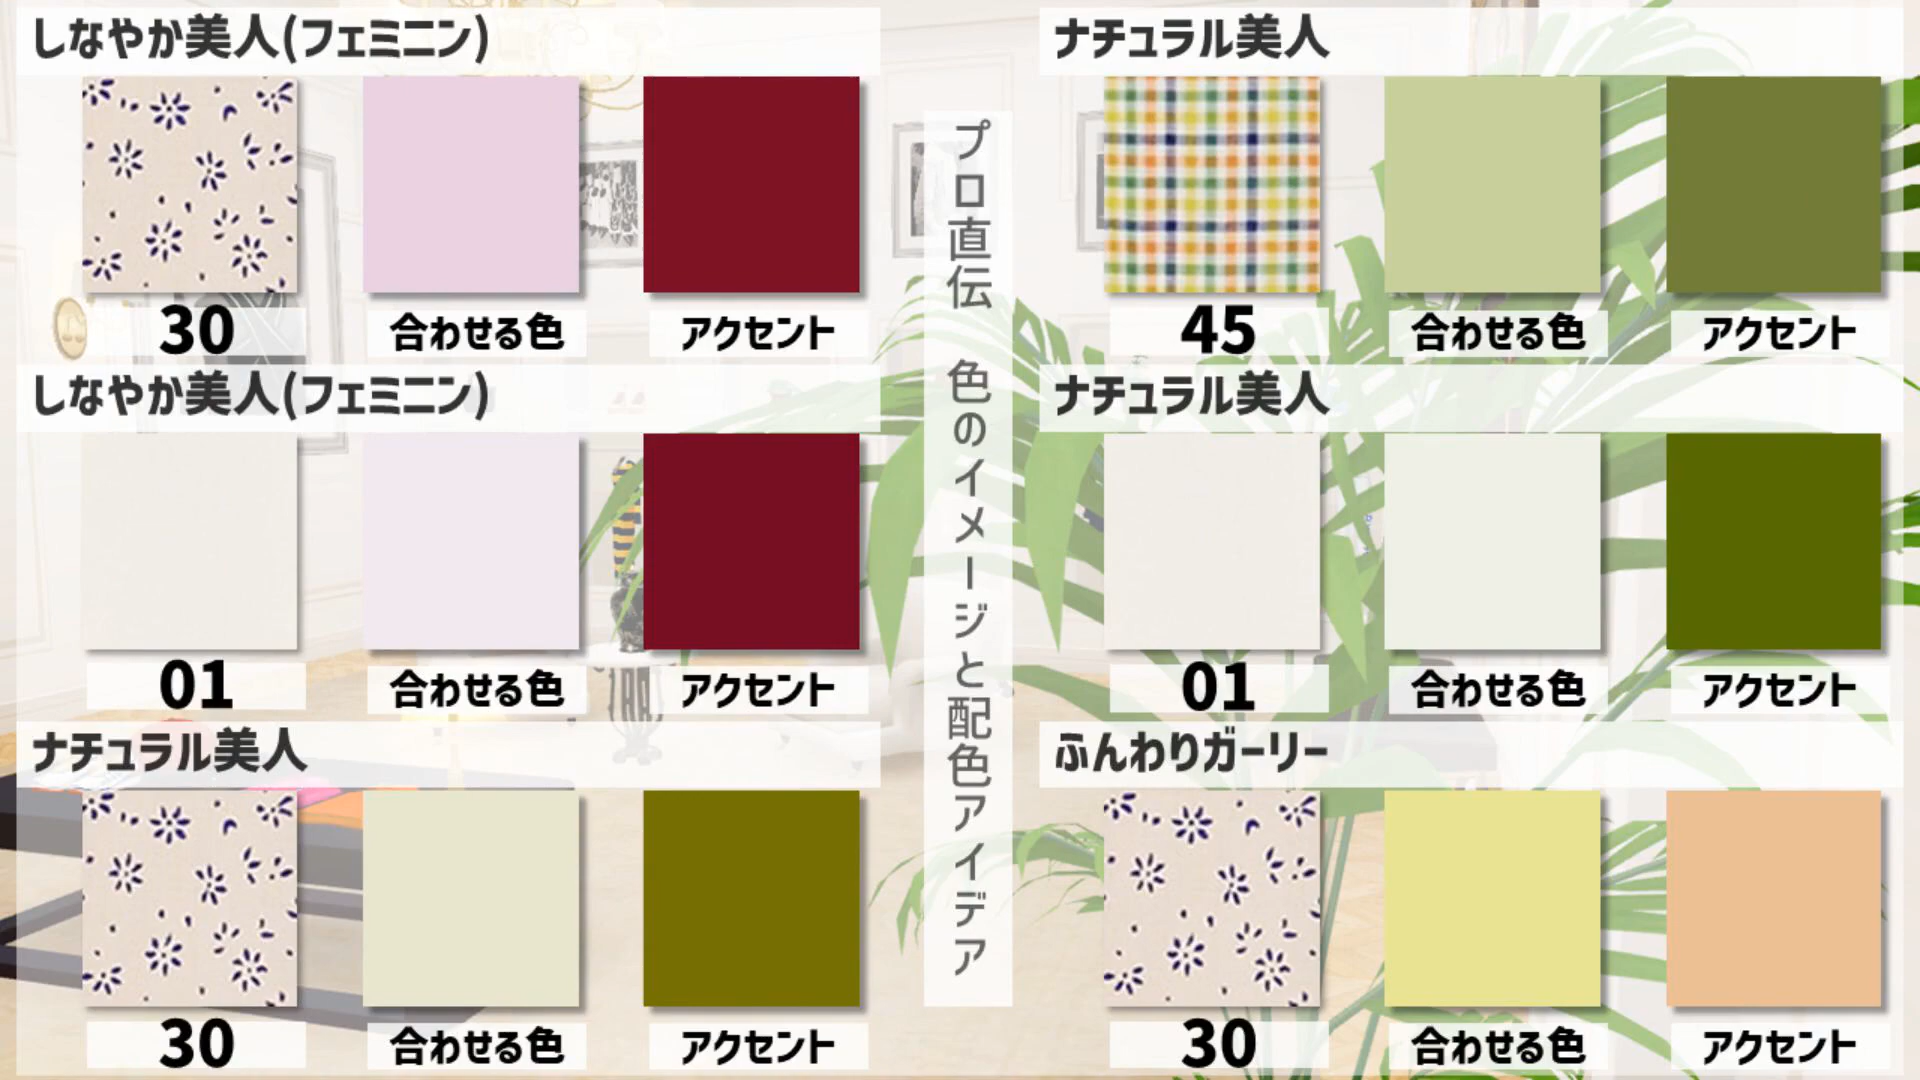 しなやか美人(フェミニン)
30
合わせる色
アクセント
しなやか美人(フェミニン)
01
合わせる色
アクセント
ナチュラル美人
30
合わせる色
アクセント
プロ直伝 色のイメージと配色アイデア
ナチュラル美人
45
合わせる色
アクセント
ナチュラル美人
01
合わせる色
アクセント
ふんわりガーリー
30
合わせる色
アクセント